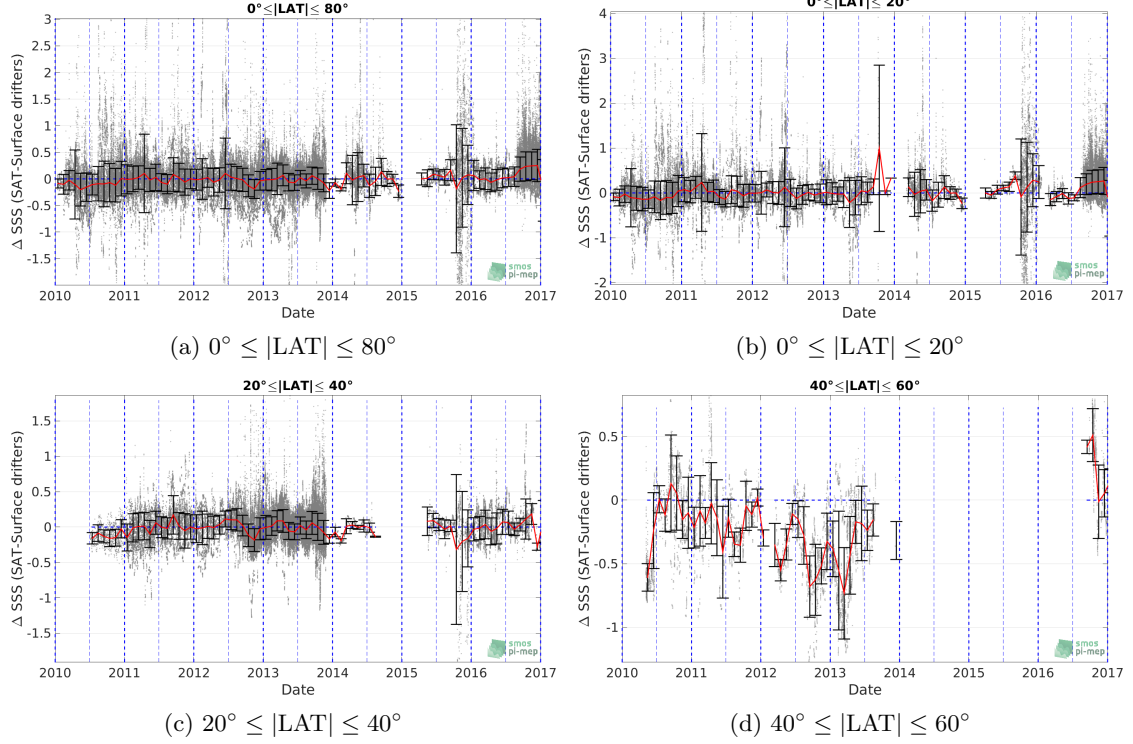 0°≤|LAT|≤ 80°
Δ SSS (SAT-Surface drifters)
3
2.5
2
1.5
1
0.5
0
-0.5
-1
-1.5
2010 2011 2012 2013 2014 2015 2016 2017
Date
smos
pi-mep
(a) 0° ≤ |LAT| ≤ 80°
0°≤|LAT|≤ 20°
Δ SSS (SAT-Surface drifters)
4
3
2
1
0
-1
-2
2010 2011 2012 2013 2014 2015 2016 2017
Date
smos
pi-mep
(b) 0° ≤ |LAT| ≤ 20°
20°≤|LAT|≤ 40°
Δ SSS (SAT-Surface drifters)
1.5
1
0.5
0
-0.5
-1
-1.5
2010 2011 2012 2013 2014 2015 2016 2017
Date
smos
pi-mep
(c) 20° ≤ |LAT| ≤ 40°
40°≤|LAT|≤ 60°
Δ SSS (SAT-Surface drifters)
0.5
0
-0.5
-1
2010 2011 2012 2013 2014 2015 2016 2017
Date
smos
pi-mep
(d) 40° ≤ |LAT| ≤ 60°